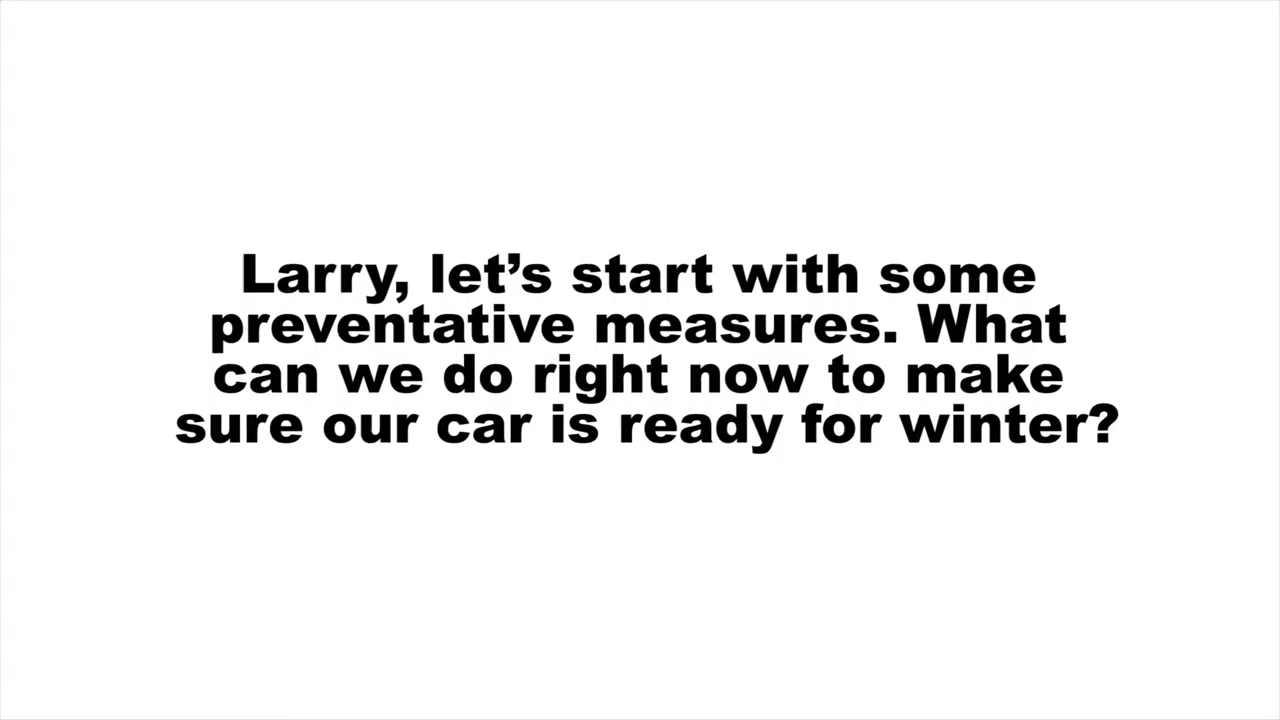 Larry, let’s start with some
preventative measures. What
can we do right now to make
sure our car is ready for winter?